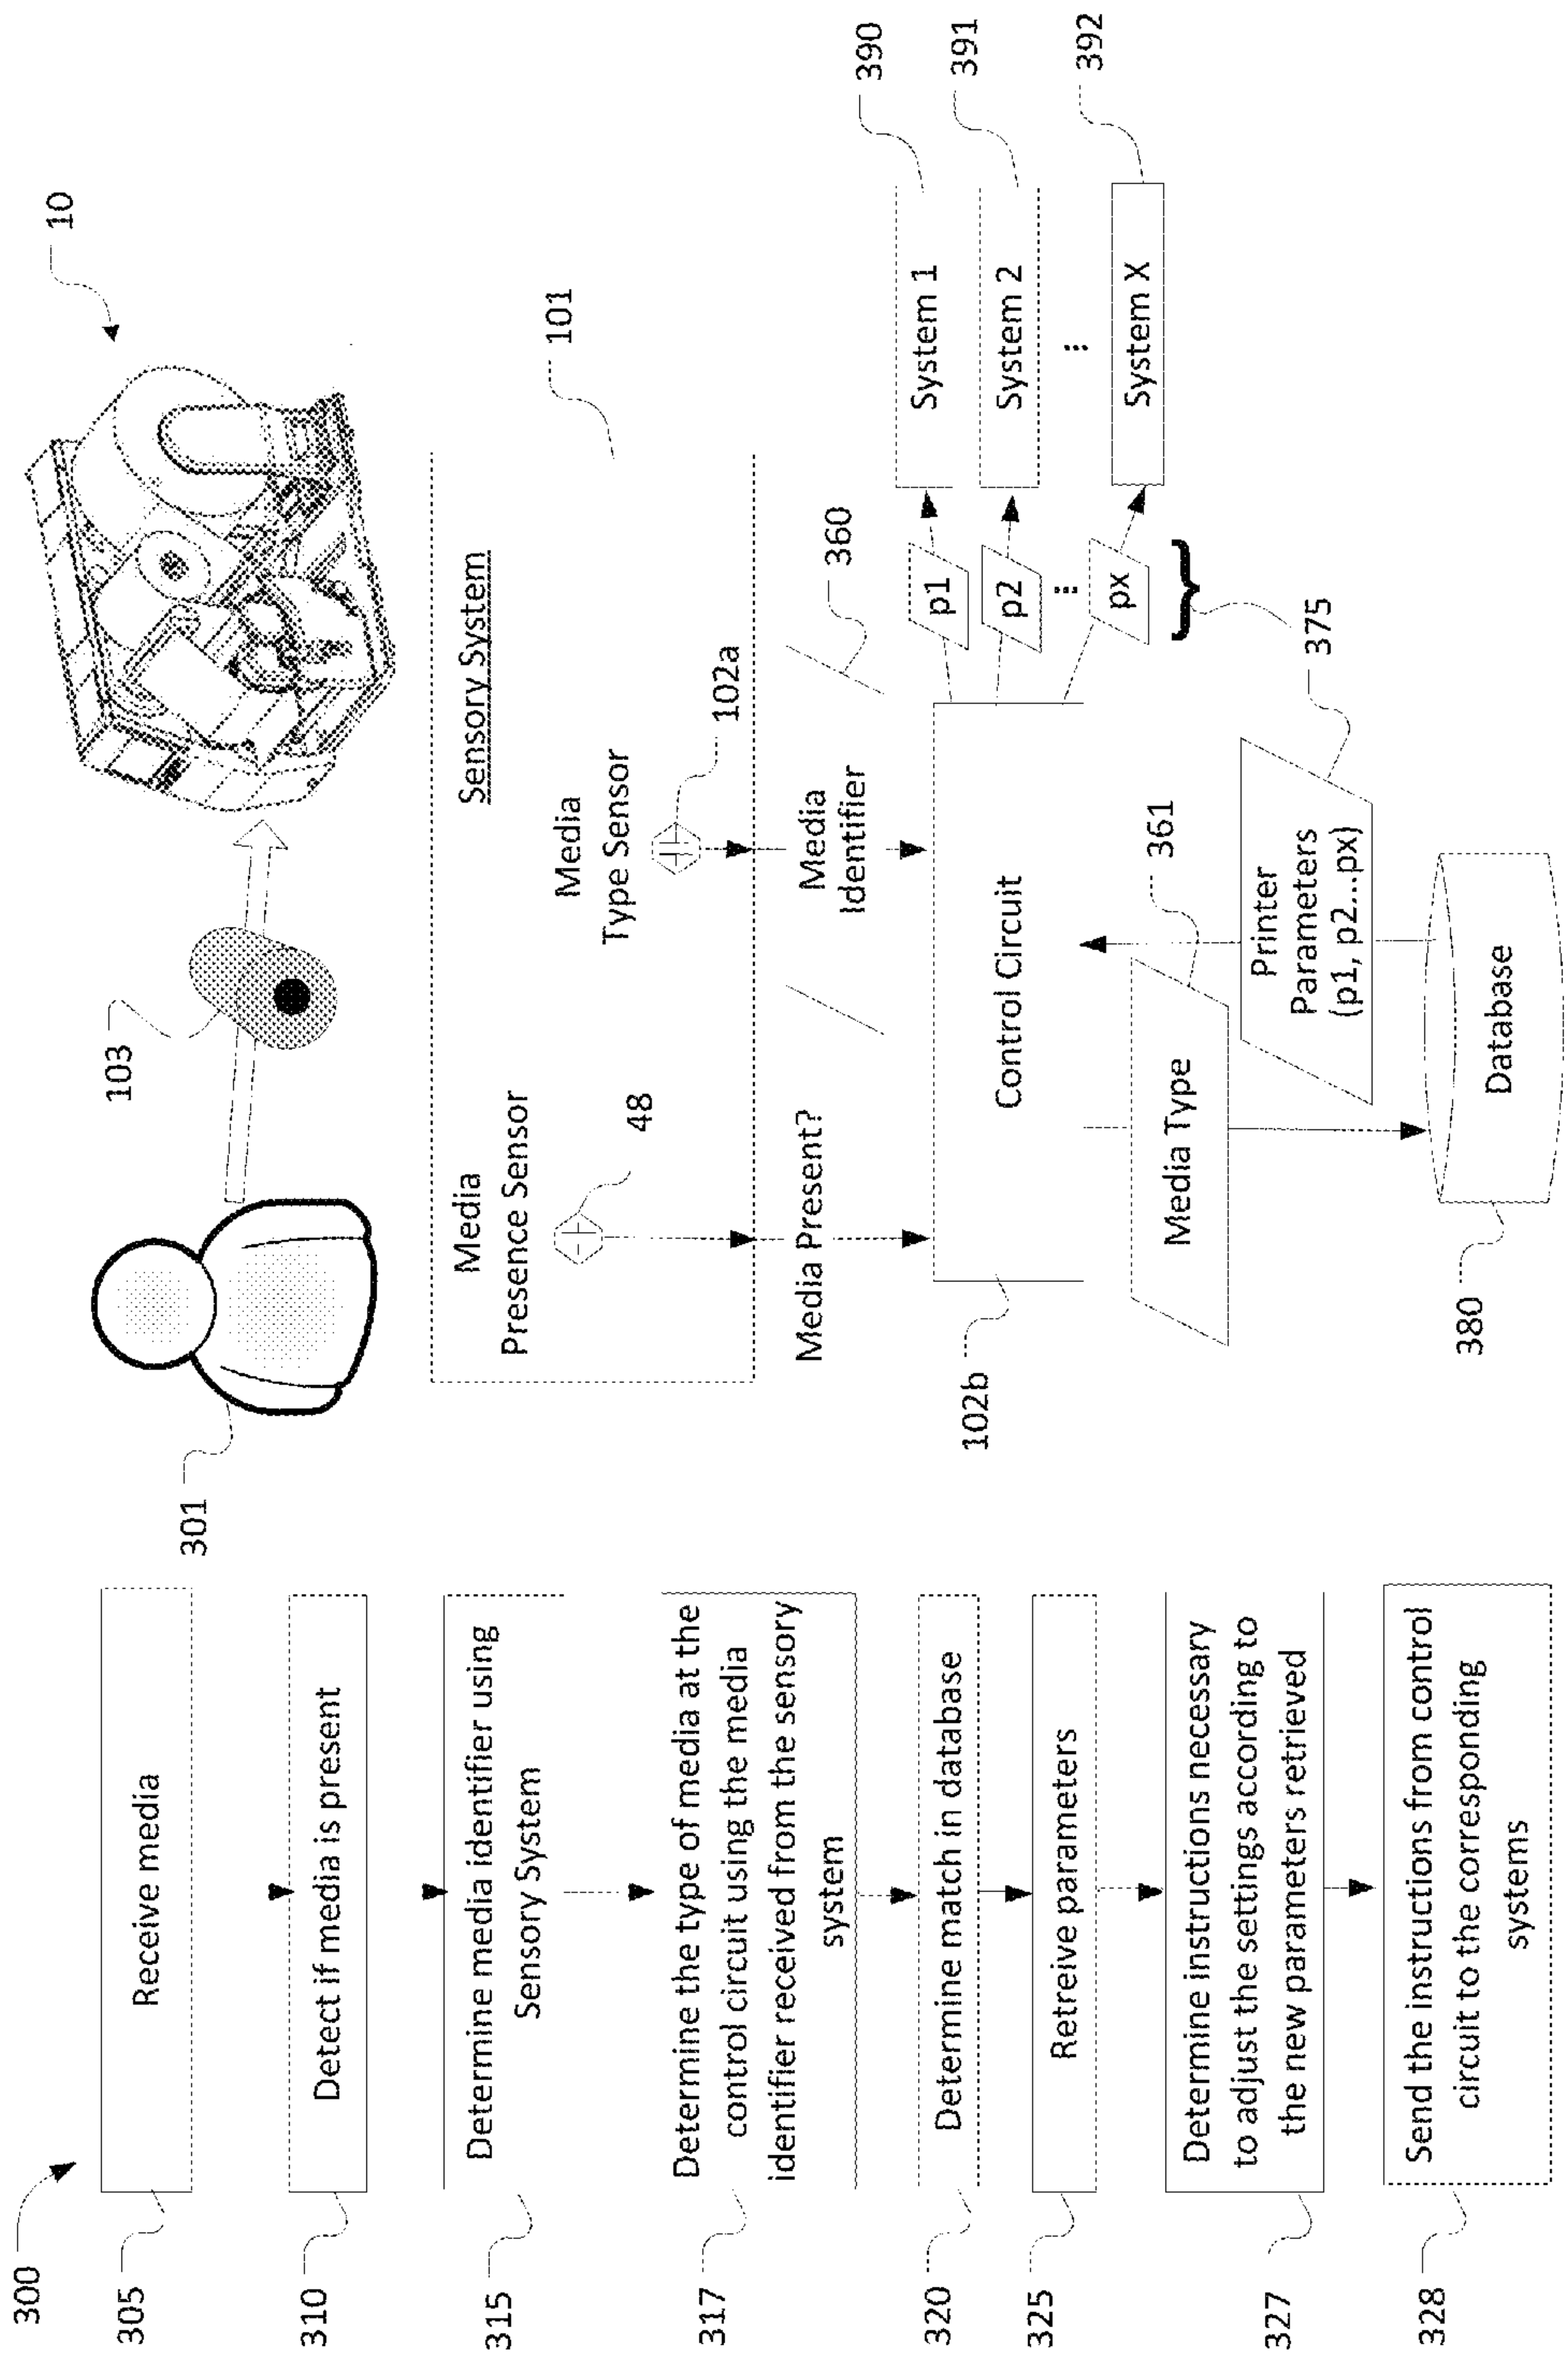 300
305
Receive media
310
Detect if media is present
315
Determine media identifier using
Sensory System
317
Determine the type of media at the
control circuit using the media
identifier received from the sensory
system
320
Determine match in database
325
Retreive parameters
327
Determine instructions necessary
to adjust the settings according to
the new parameters retrieved
328
Send the instructions from control
circuit to the corresponding
systems
10
103
301
Sensory System
101
Media
Presence Sensor
48
Media
Type Sensor
102a
Media Present?
Media
Identifier
360
102b
Control Circuit
p1
p2
⋮
px
375
System 1
390
System 2
391
⋮
System X
392
Media Type
361
Printer
Parameters
(p1, p2...px)
375
Database
380